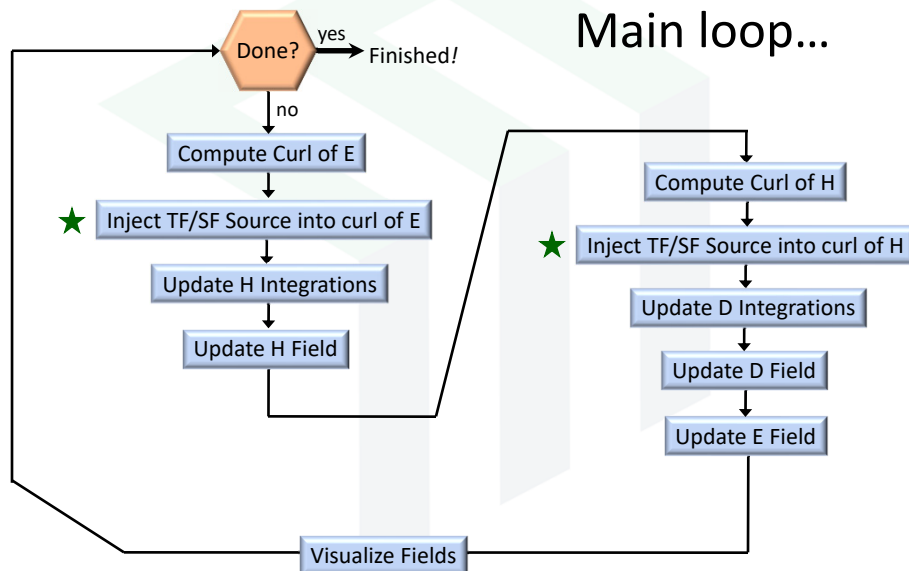 Main loop…
Done?
yes
Finished!
no
Compute Curl of E
Inject TF/SF Source into curl of E
Update H Integrations
Update H Field
Compute Curl of H
Inject TF/SF Source into curl of H
Update D Integrations
Update D Field
Update E Field
Visualize Fields